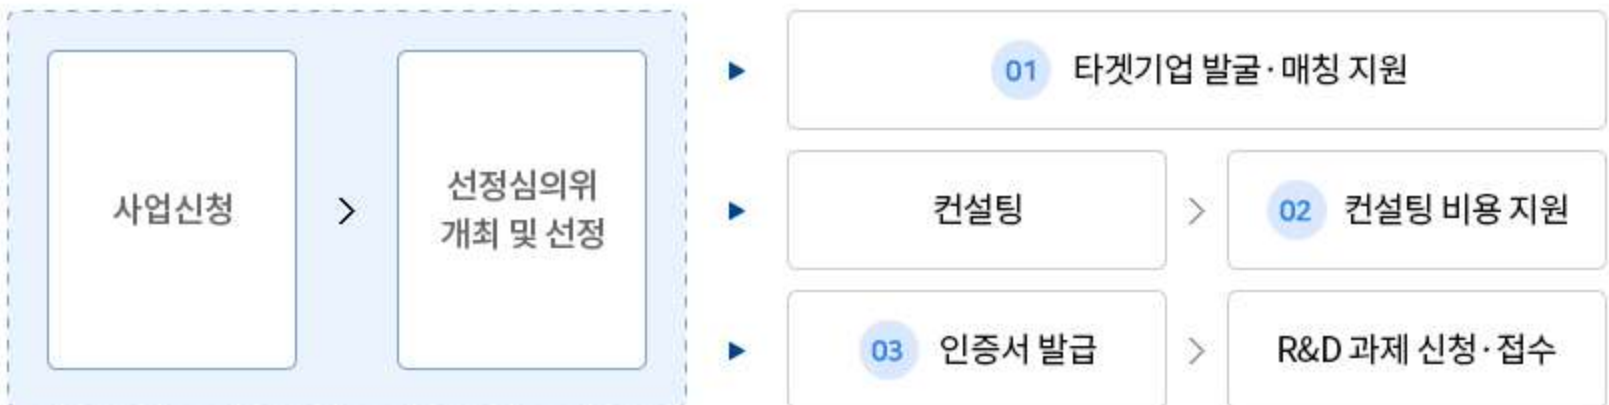 사업신청
선정심의위
개최 및 선정
01 타겟기업 발굴·매칭 지원
컨설팅
02 컨설팅 비용 지원
03 인증서 발급
R&D 과제 신청·접수